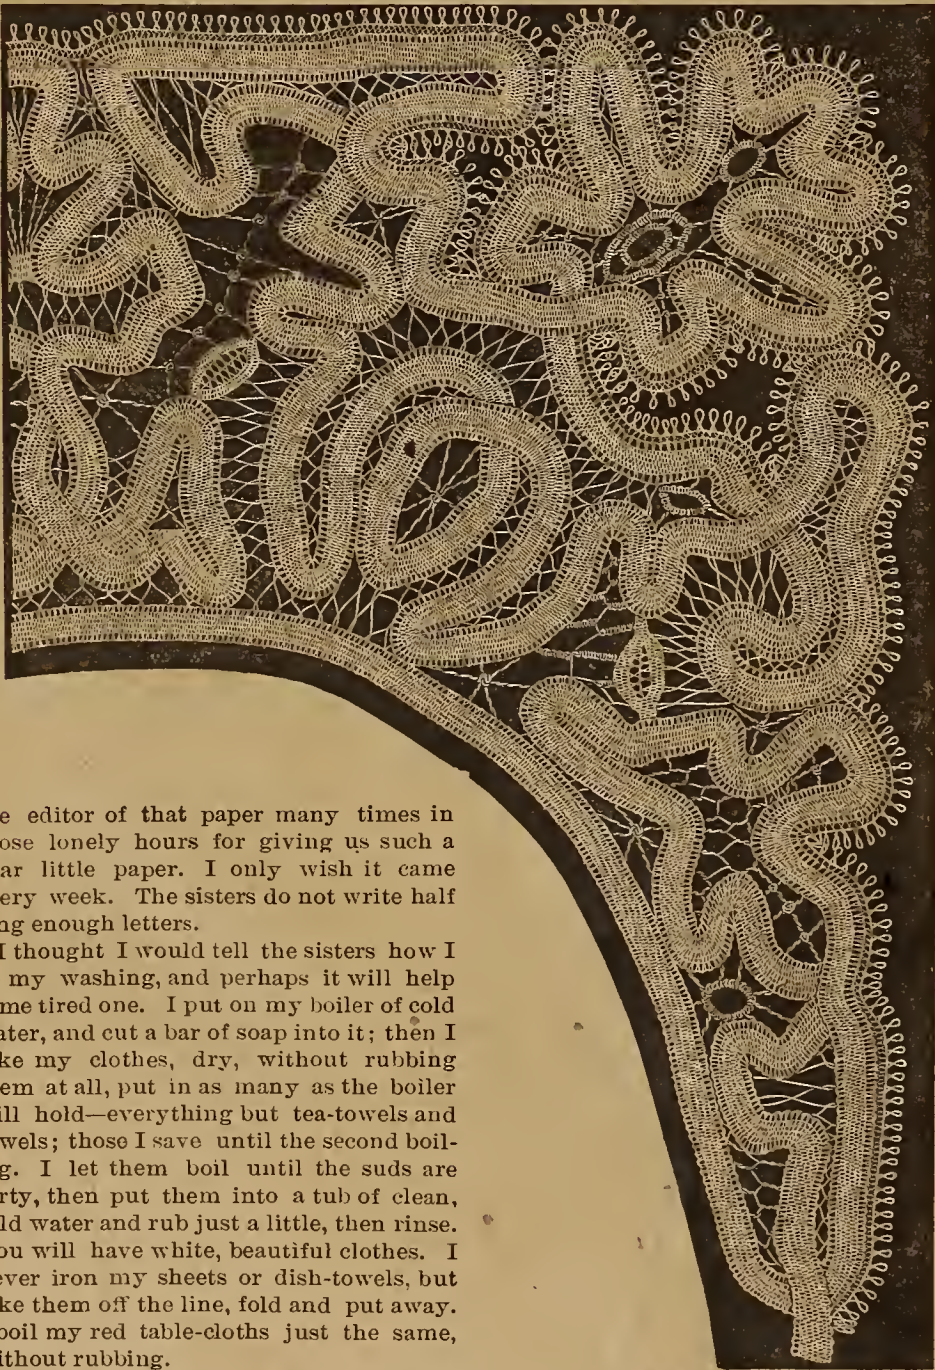 e editor of that paper many times in
ose lonely hours for giving us such a
ar little paper. I only wish it came
ery week. The sisters do not write half
ng enough letters.
I thought I would tell the sisters how I
my washing, and perhaps it will help
me tired one. I put on my boiler of cold
ater, and cut a bar of soap into it; then I
ke my clothes, dry, without rubbing
em at all, put in as many as the boiler
ill hold—everything but tea-towels and
wels; those I save until the second boil-
g. I let them boil until the suds are
rty, then put them into a tub of clean,
ld water and rub just a little, then rinse.
ou will have white, beautiful clothes. I
ever iron my sheets or dish-towels, but
ke them off the line, fold and put away.
boil my red table-cloths just the same,
ithout rubbing.